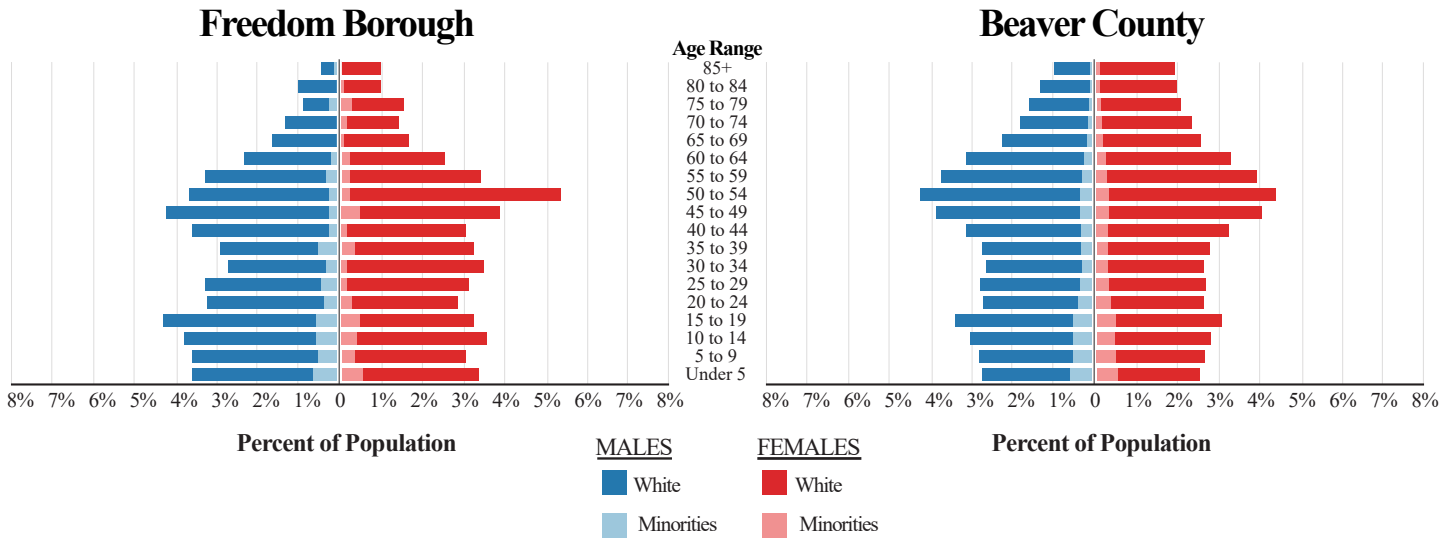 Freedom Borough
Beaver County
Age Range
85+
80 to 84
75 to 79
70 to 74
65 to 69
60 to 64
55 to 59
50 to 54
45 to 49
40 to 44
35 to 39
30 to 34
25 to 29
20 to 24
15 to 19
10 to 14
5 to 9
Under 5
8% 7% 6% 5% 4% 2% 1% 0 1% 2% 3% 4% 5% 6% 7% 8%
8% 7% 6% 5% 4% 2% 1% 0 1% 2% 3% 4% 5% 6% 7% 8%
Percent of Population
Percent of Population
MALES
FEMALES
White
White
Minorities
Minorities